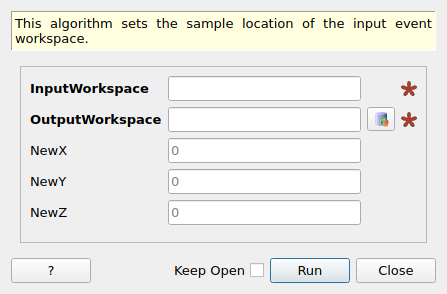 This algorithm sets the sample location of the input event
workspace.
InputWorkspace
OutputWorkspace
NewX 0
NewY 0
NewZ 0
? Keep Open Run Close